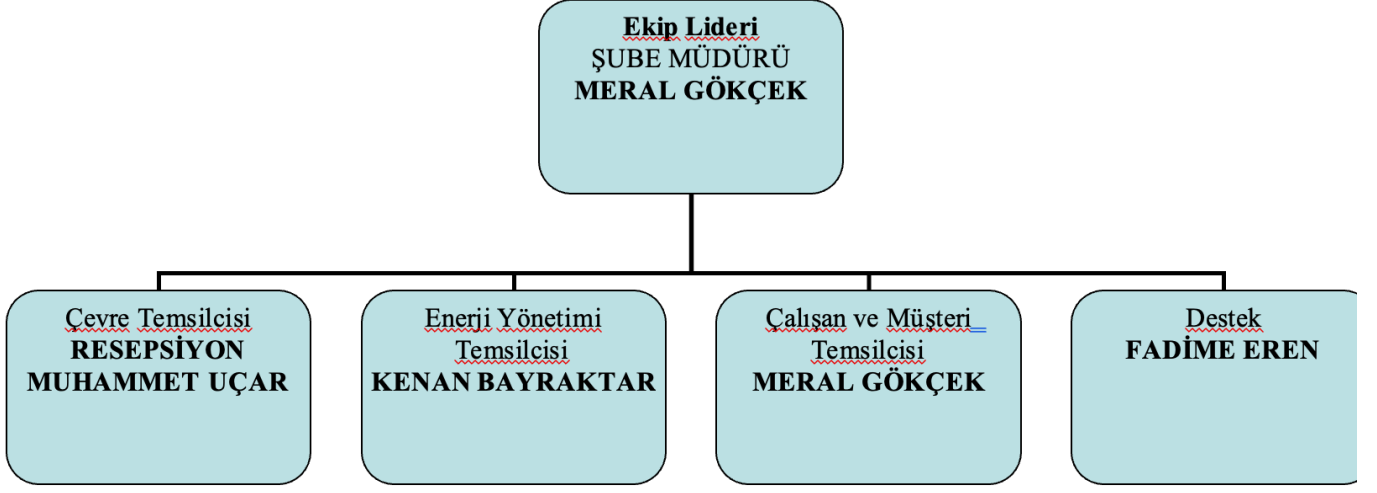 Ekip Lideri
ŞUBE MÜDÜRÜ
MERAL GÖKÇEK
Çevre Temsilcisi
RESEPSİYON
MUHAMMET UÇAR
Enerji Yönetimi
Temsilcisi
KENAN BAYRAKTAR
Çalışan ve Müşteri
Temsilcisi
MERAL GÖKÇEK
Destek
FADİME EREN